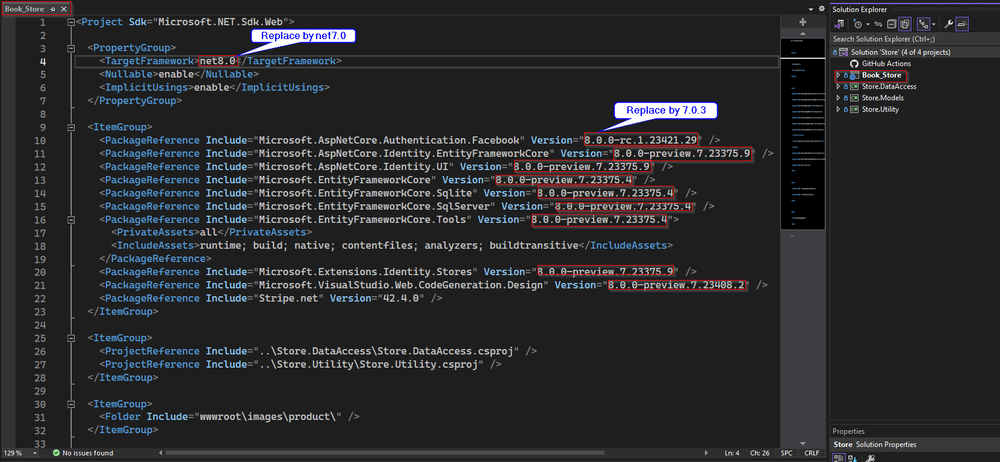 Book_Store
1 <Project Sdk="Microsoft.NET.Sdk.Web">
2
Replace by net7.0
3 <PropertyGroup>
4 <TargetFramework>net8.0</TargetFramework>
5 <Nullable>enable</Nullable>
6 <ImplicitUsings>enable</ImplicitUsings>
7 </PropertyGroup>
8
Replace by 7.0.3
9 <ItemGroup>
10 <PackageReference Include="Microsoft.AspNetCore.Authentication.Facebook" Version="8.0.0-rc.1.23421.29" />
11 <PackageReference Include="Microsoft.AspNetCore.Identity.EntityFrameworkCore" Version="8.0.0-preview.7.23375.9" />
12 <PackageReference Include="Microsoft.AspNetCore.Identity.UI" Version="8.0.0-preview.7.23375.9" />
13 <PackageReference Include="Microsoft.EntityFrameworkCore" Version="8.0.0-preview.7.23375.4" />
14 <PackageReference Include="Microsoft.EntityFrameworkCore.Sqlite" Version="8.0.0-preview.7.23375.4" />
15 <PackageReference Include="Microsoft.EntityFrameworkCore.SqlServer" Version="8.0.0-preview.7.23375.4" />
16 <PackageReference Include="Microsoft.EntityFrameworkCore.Tools" Version="8.0.0-preview.7.23375.4">
17 <PrivateAssets>all</PrivateAssets>
18 <IncludeAssets>runtime; build; native; contentfiles; analyzers; buildtransitive</IncludeAssets>
19 </PackageReference>
20 <PackageReference Include="Microsoft.Extensions.Identity.Stores" Version="8.0.0-preview.7.23375.9" />
21 <PackageReference Include="Microsoft.VisualStudio.Web.CodeGeneration.Design" Version="8.0.0-preview.7.23408.2" />
22 <PackageReference Include="Stripe.net" Version="42.4.0" />
23 </ItemGroup>
24
25 <ItemGroup>
26 <ProjectReference Include="..\Store.DataAccess\Store.DataAccess.csproj" />
27 <ProjectReference Include="..\Store.Utility\Store.Utility.csproj" />
28 </ItemGroup>
29
30 <ItemGroup>
31 <Folder Include="wwwroot\images\product\" />
32 </ItemGroup>
33
129 %
No issues found
Ln: 4 Ch: 26 SPC CRLF
Solution Explorer
Search Solution Explorer (Ctrl+;)
Solution 'Store' (4 of 4 projects)
GitHub Actions
Book_Store
C# Store.DataAccess
C# Store.Models
C# Store.Utility
Properties
Store Solution Properties